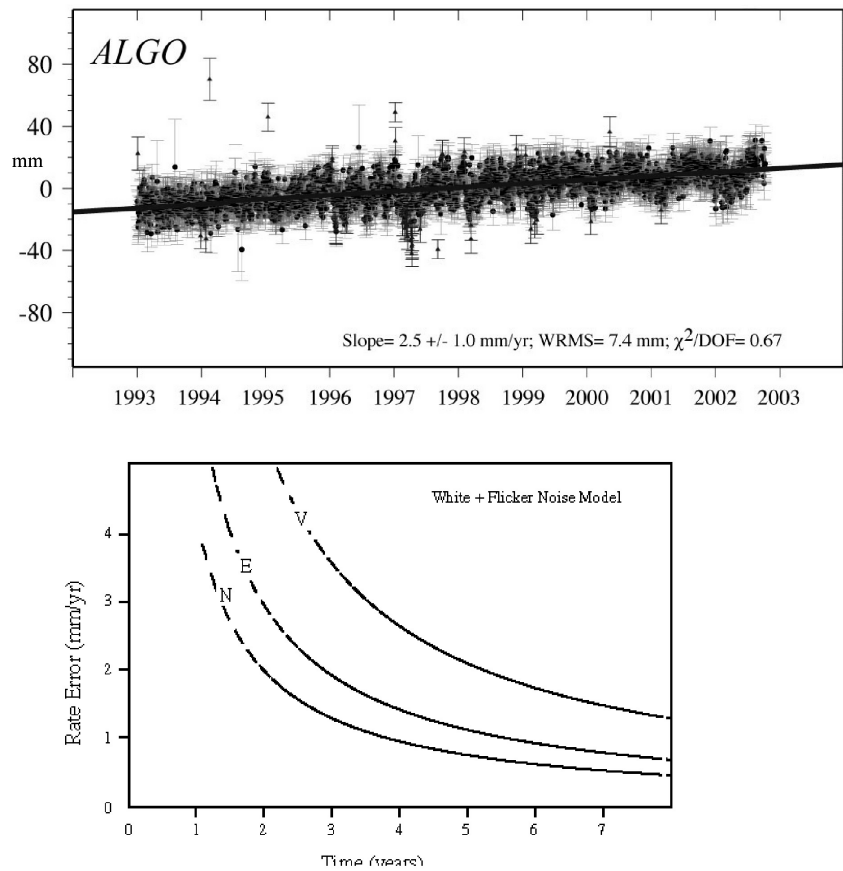 ALGO
80
40
mm
0
-40
-80
Slope= 2.5 +/- 1.0 mm/yr; WRMS= 7.4 mm; χ²/DOF= 0.67
1993 1994 1995 1996 1997 1998 1999 2000 2001 2002 2003
White + Flicker Noise Model
V
E
N
Rate Error (mm/yr)
4
3
2
1
0
0 1 2 3 4 5 6 7
Time (years)